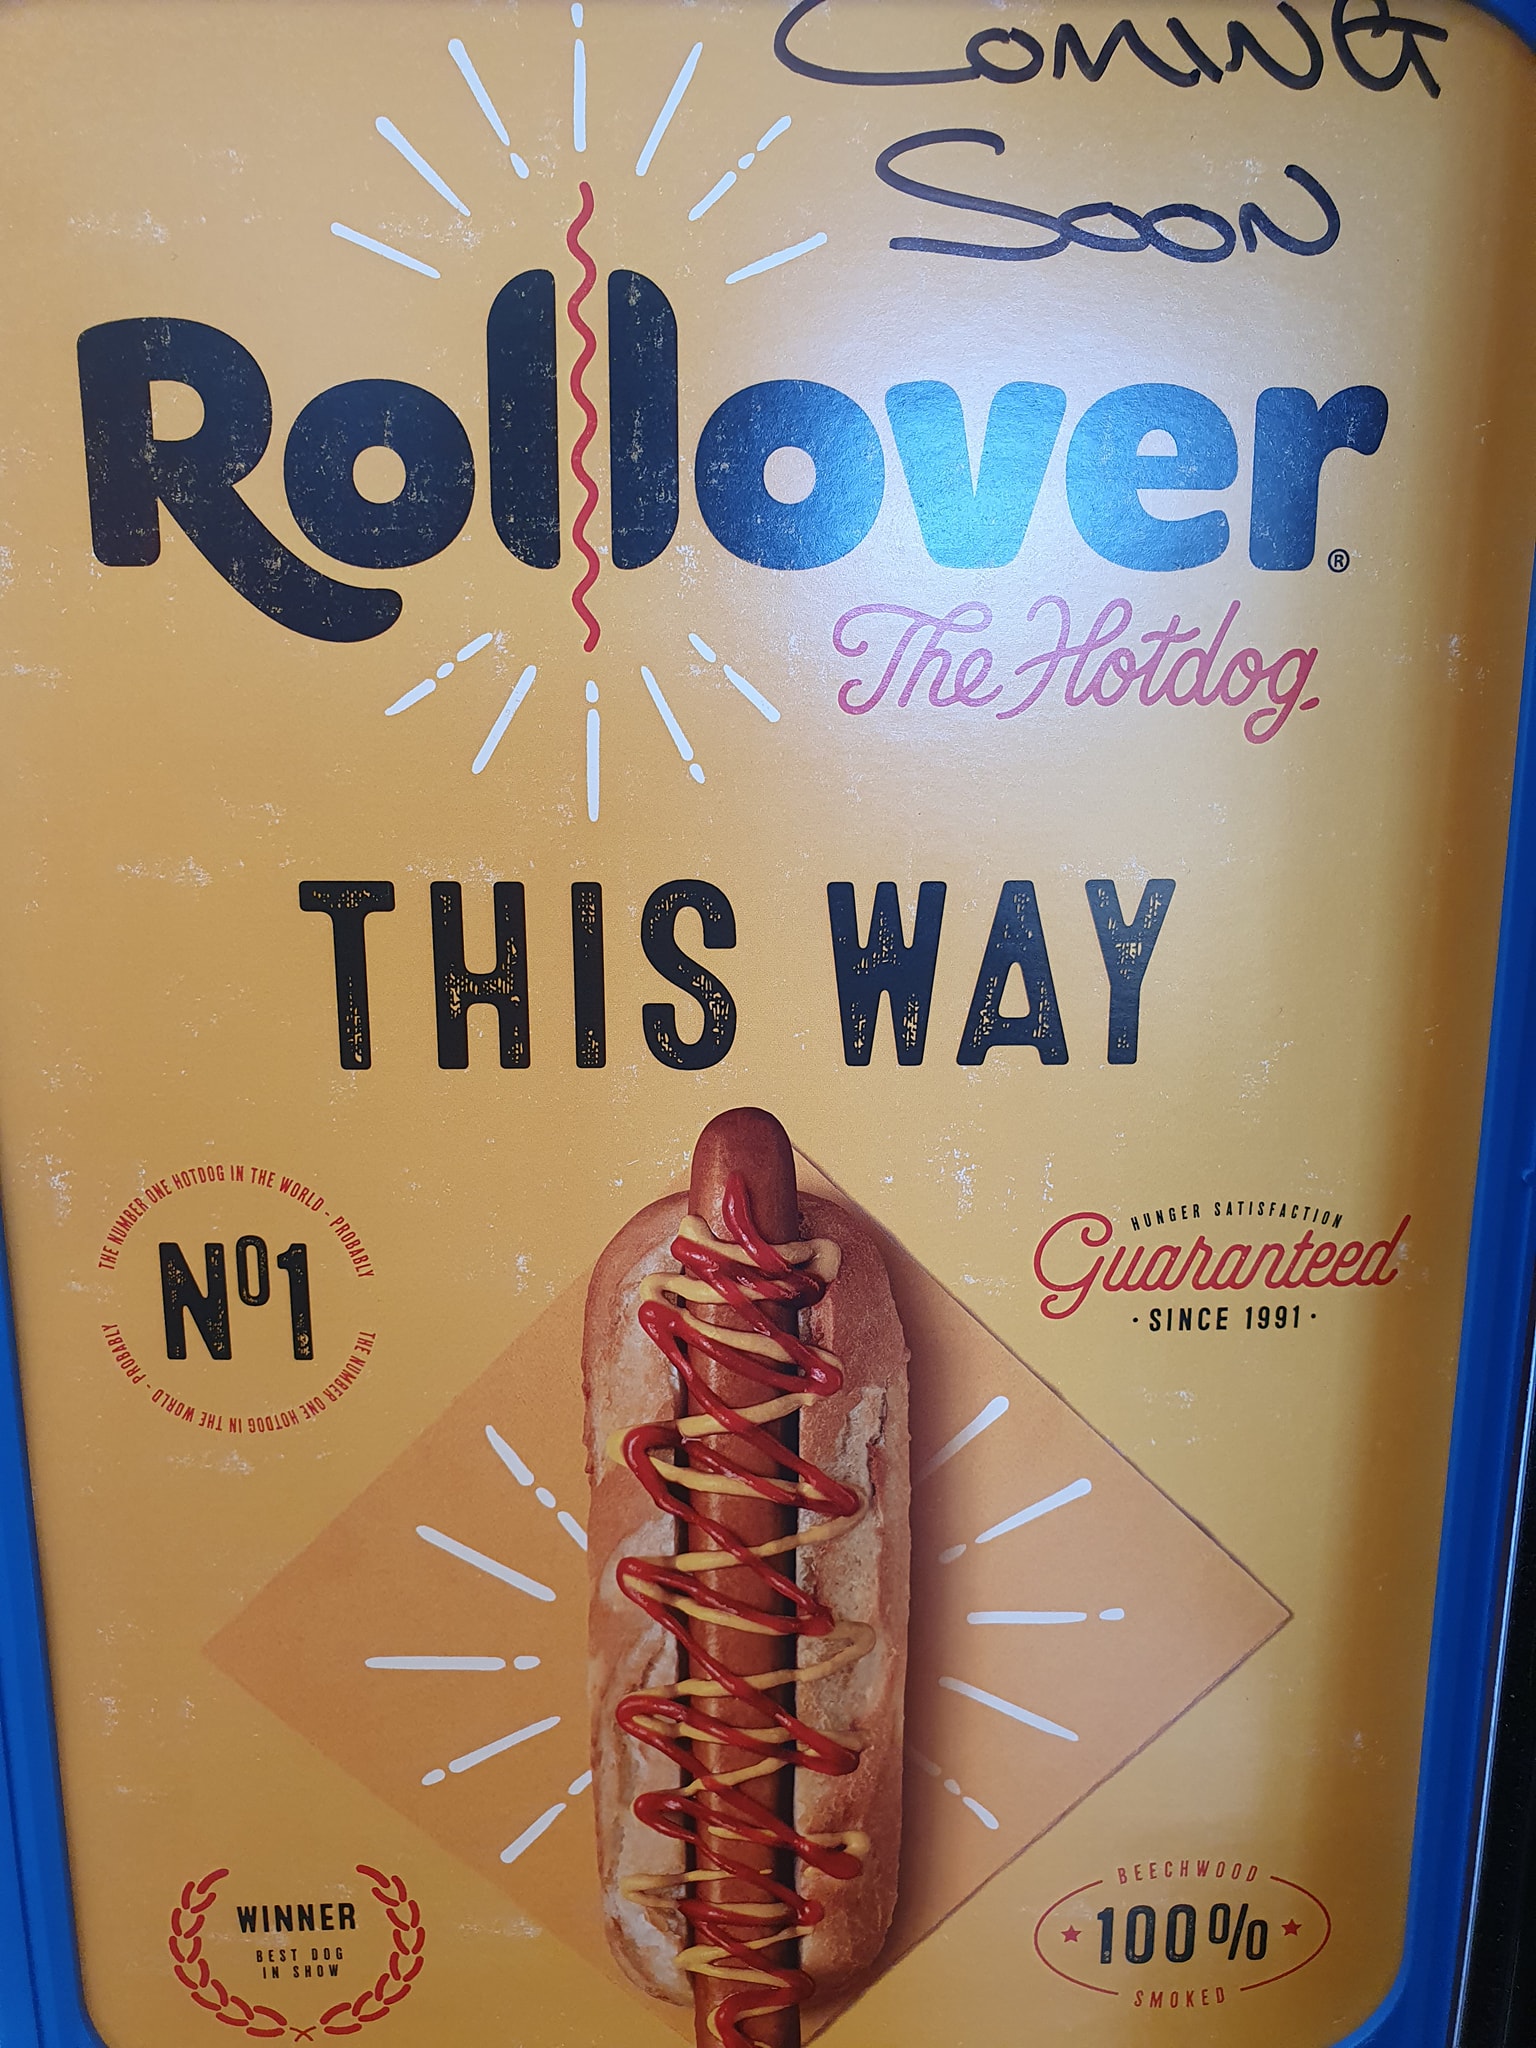 COMING
SOON
Rollover®
The Hotdog.
THIS WAY
THE NUMBER ONE HOTDOG IN THE WORLD - PROBABLY
Nº1
THE NUMBER ONE HOTDOG IN THE WORLD - PROBABLY
HUNGER SATISFACTION
Guaranteed
· SINCE 1991 ·
WINNER
BEST DOG
IN SHOW
BEECHWOOD
★ 100% ★
SMOKED